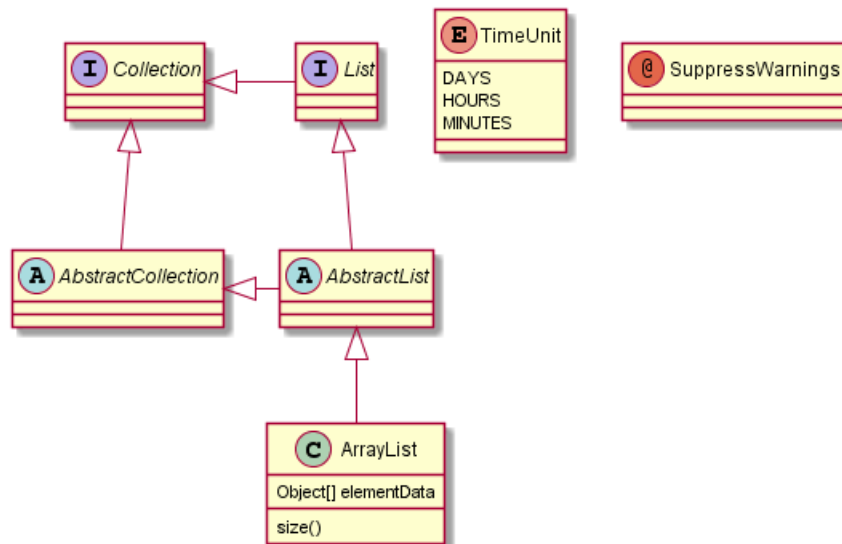 I Collection
I List
E TimeUnit
DAYS
HOURS
MINUTES
@ SuppressWarnings
A AbstractCollection
A AbstractList
C ArrayList
Object[] elementData
size()